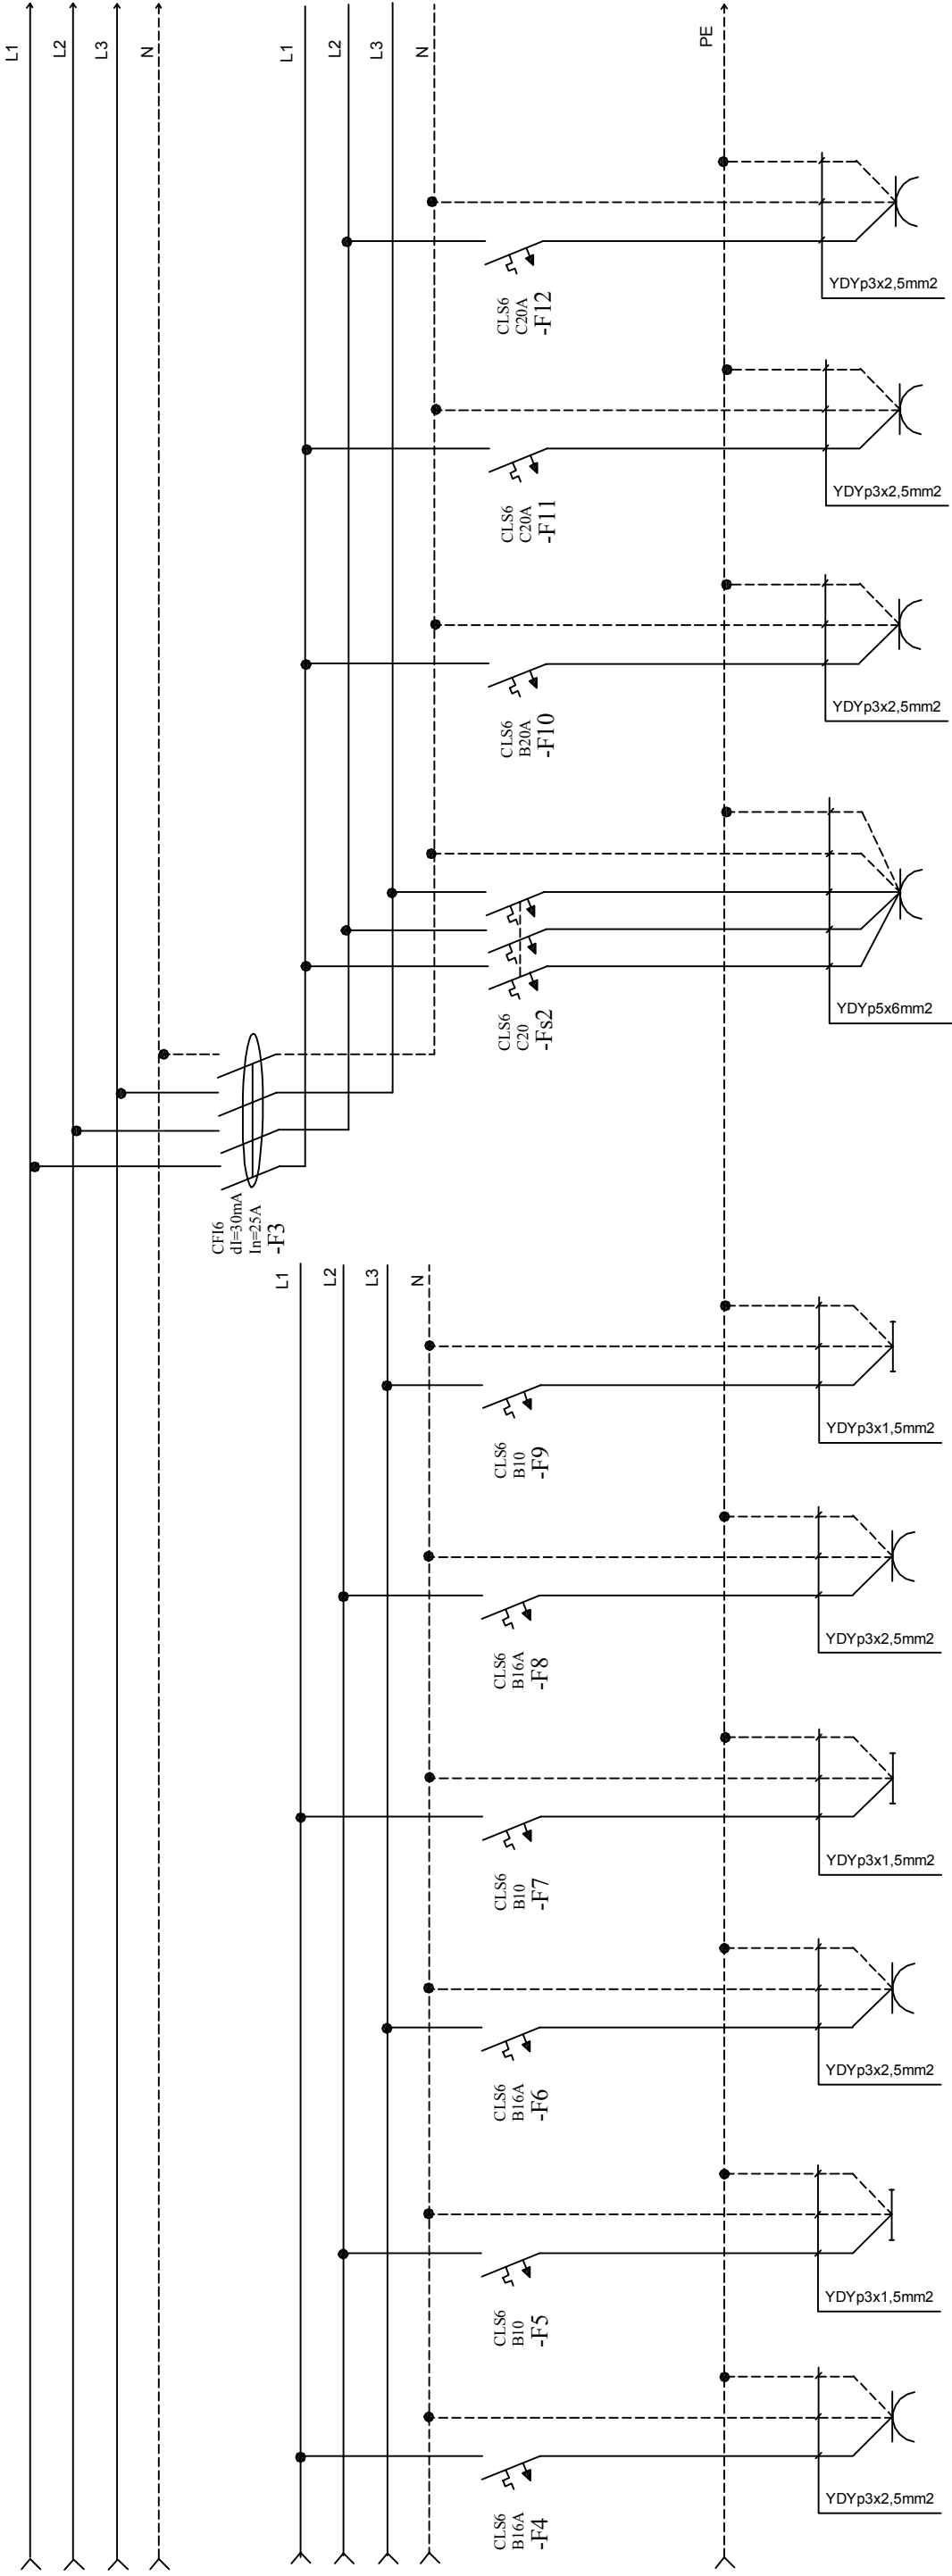 L1
L2
L3
N
L1
L2
L3
N
PE
CLS6
C20A
-F12
YDYp3x2,5mm2
CLS6
C20A
-F11
YDYp3x2,5mm2
CLS6
B20A
-F10
YDYp3x2,5mm2
CLS6
C20
-Fs2
YDYp5x6mm2
CFI6
dI=30mA
In=25A
-F3
L1
L2
L3
N
CLS6
B10
-F9
YDYp3x1,5mm2
CLS6
B16A
-F8
YDYp3x2,5mm2
CLS6
B10
-F7
YDYp3x1,5mm2
CLS6
B16A
-F6
YDYp3x2,5mm2
CLS6
B10
-F5
YDYp3x1,5mm2
CLS6
B16A
-F4
YDYp3x2,5mm2